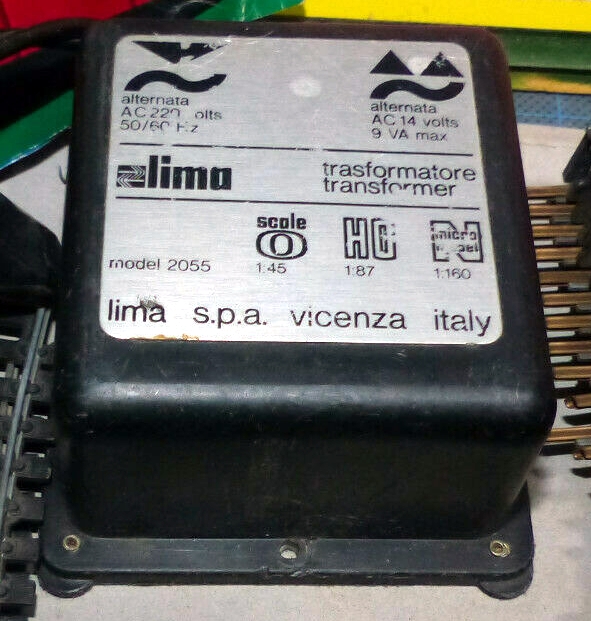 alternata
AC 220 volts
50/60 Hz
alternata
AC 14 volts
9 VA max
lima
trasformatore
transformer
model 2055
scale
O
1:45
HO
1:87
micro model
N
1:160
lima s.p.a. vicenza italy